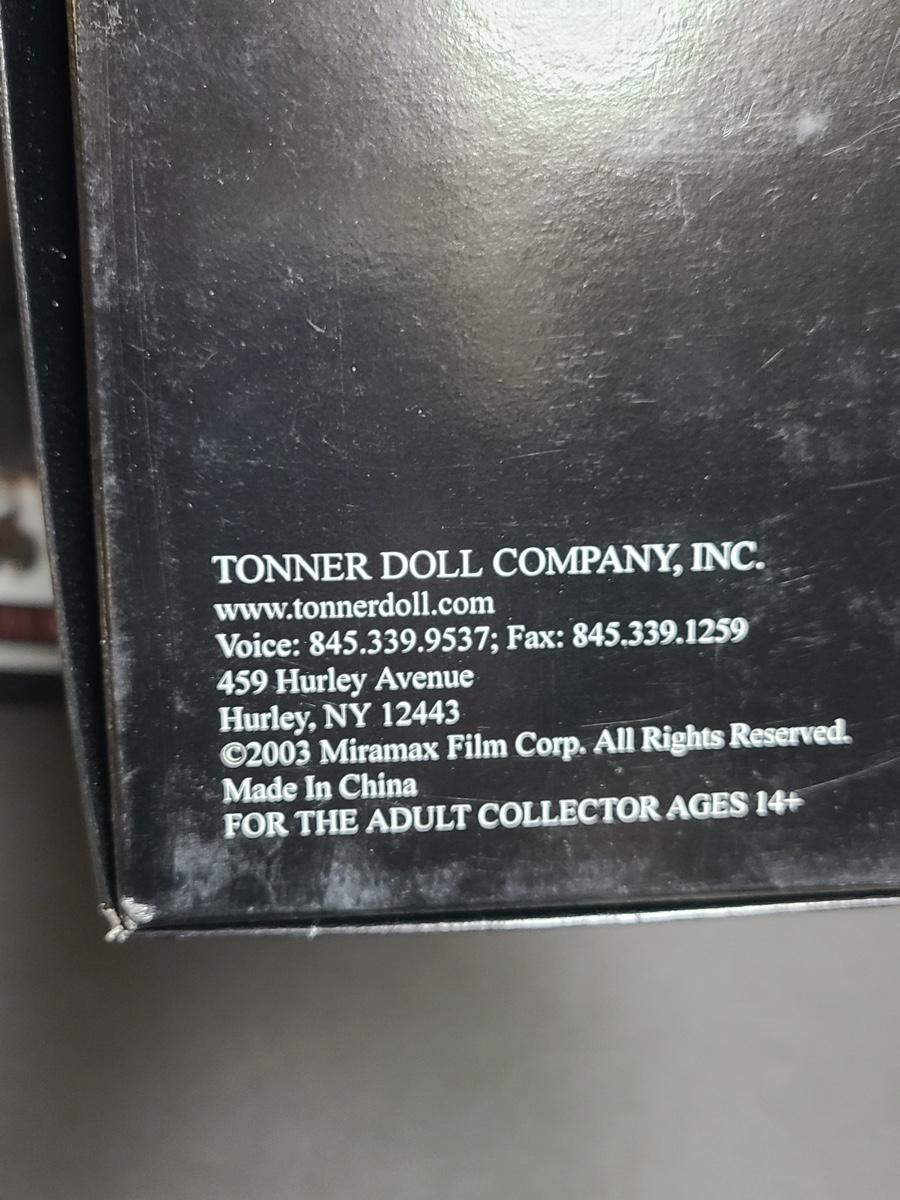 TONNER DOLL COMPANY, INC.
www.tonnerdoll.com
Voice: 845.339.9537; Fax: 845.339.1259
459 Hurley Avenue
Hurley, NY 12443
©2003 Miramax Film Corp. All Rights Reserved.
Made In China
FOR THE ADULT COLLECTOR AGES 14+